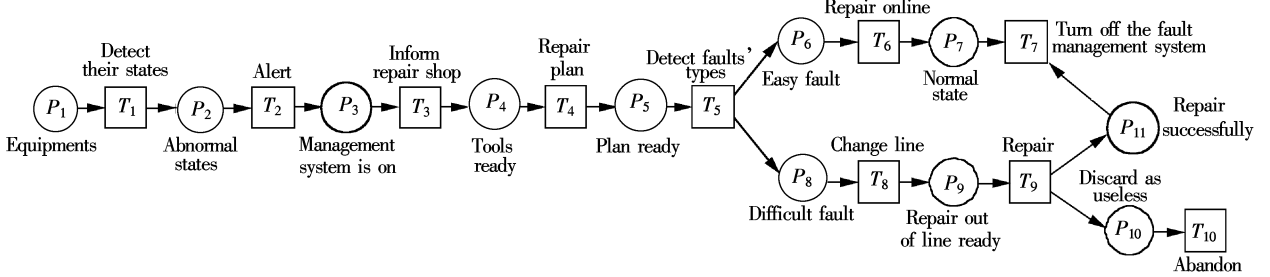 Detect
their states
P1
T1
Equipments
P2
Abnormal
states
Alert
T2
P3
Management
system is on
Inform
repair shop
T3
P4
Tools
ready
Repair
plan
T4
P5
Plan ready
Detect faults'
types
T5
P6
Easy fault
Repair online
T6
P7
Normal
state
T7
Turn off the fault
management system
P8
Difficult fault
Change line
T8
P9
Repair out
of line ready
Repair
T9
P11
Repair
successfully
Discard as
useless
P10
T10
Abandon